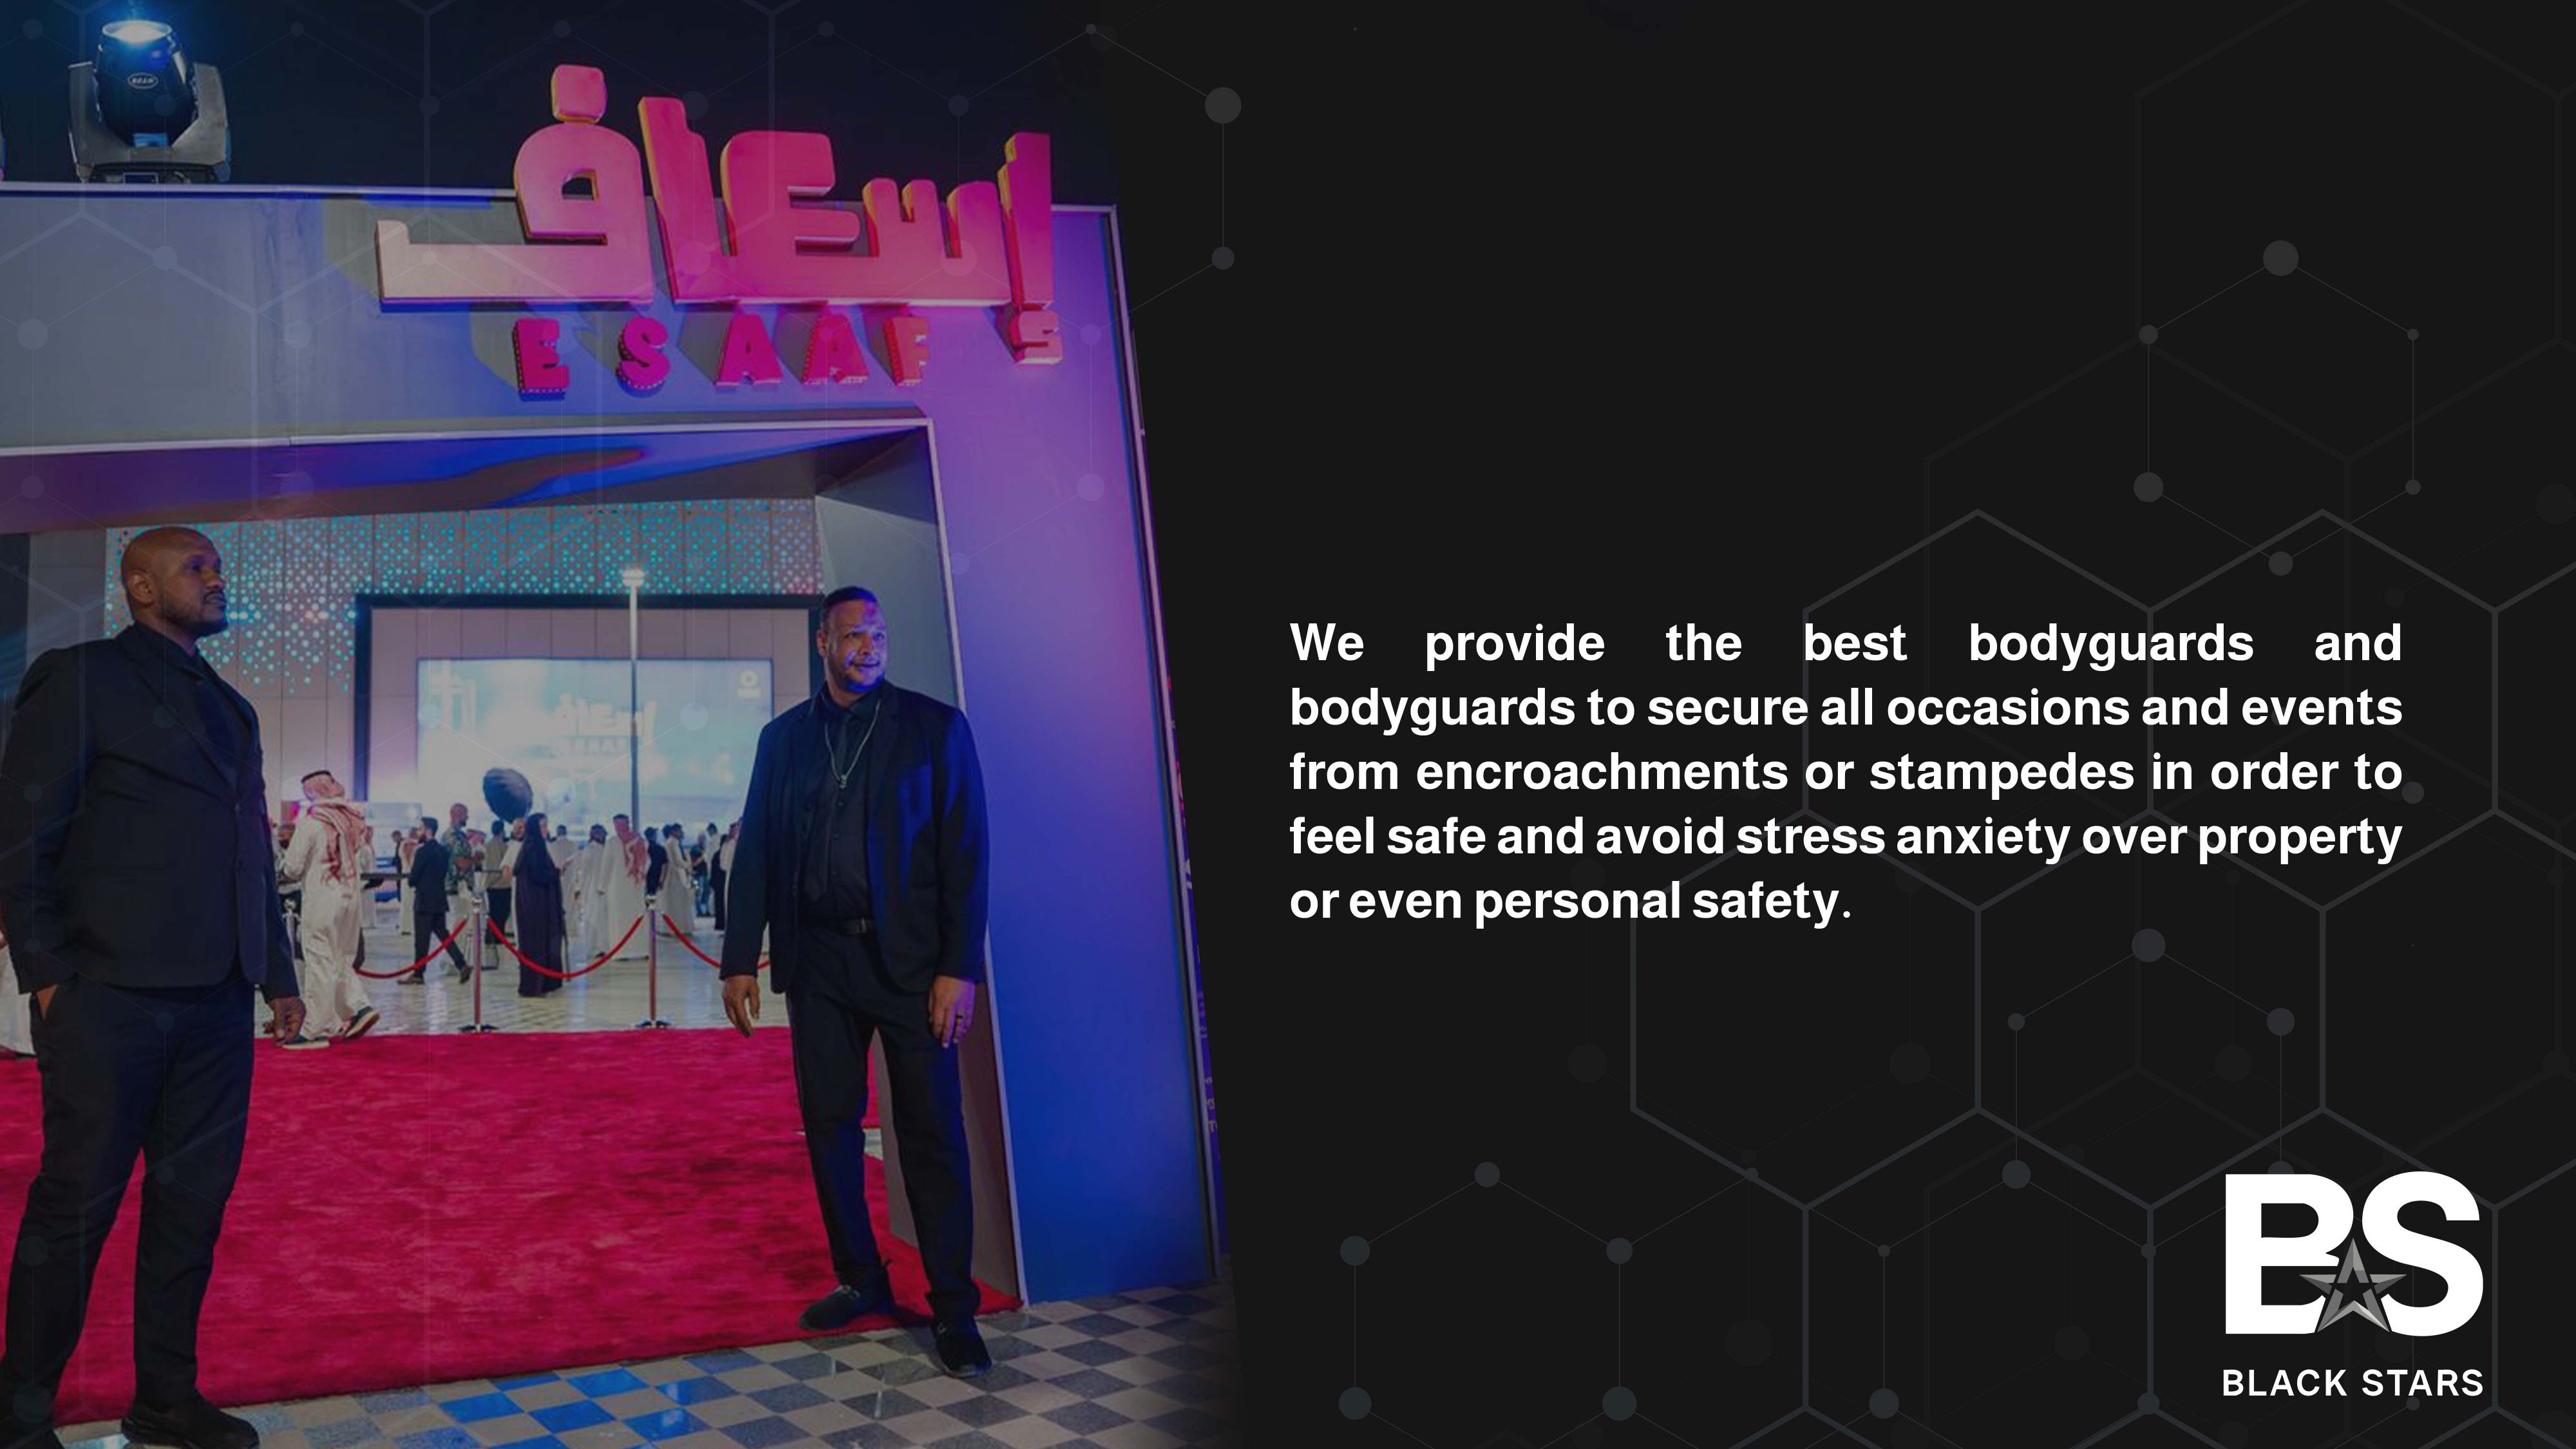 إسعاف
ESAAF
We provide the best bodyguards and
bodyguards to secure all occasions and events
from encroachments or stampedes in order to
feel safe and avoid stress anxiety over property
or even personal safety.
BS
BLACK STARS